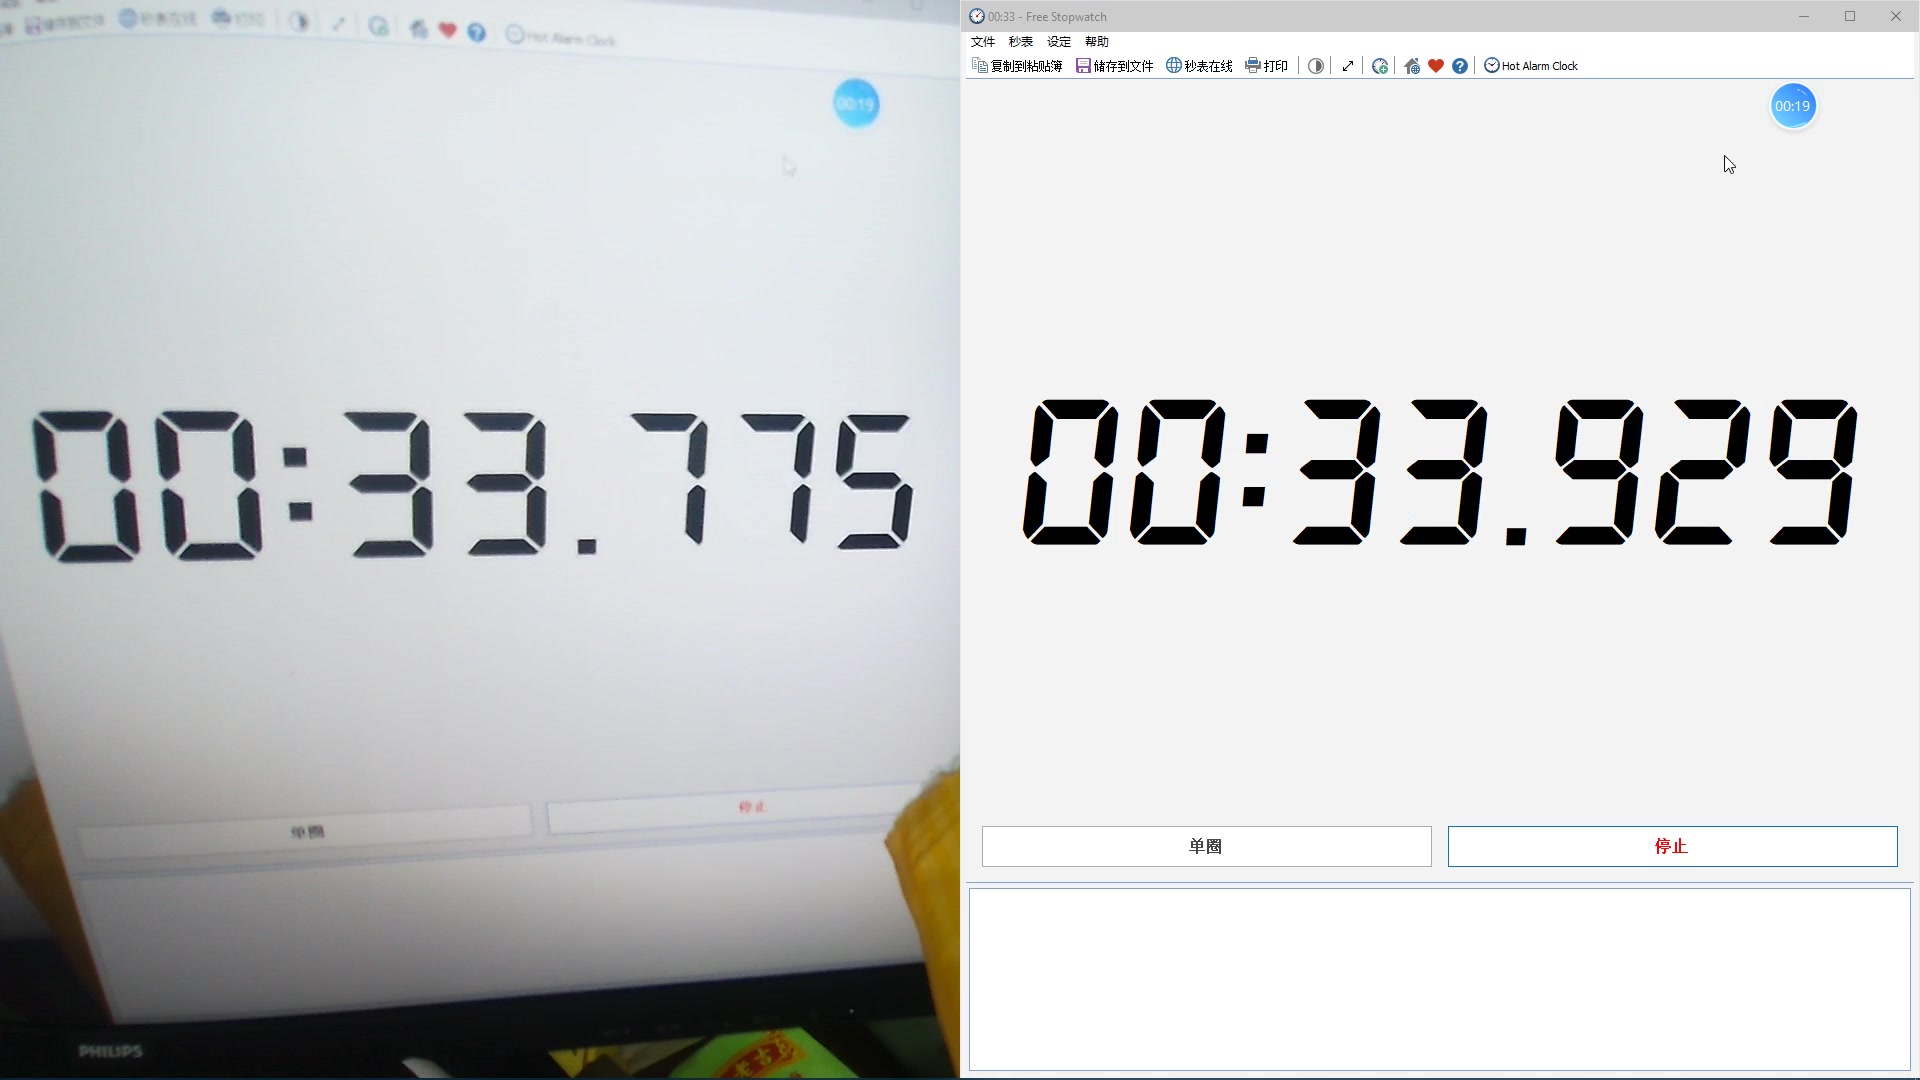 储存到文件 秒表在线 打印 Hot Alarm Clock
00:19
00:33.775
单圈 停止
PHILIPS
老古
00:33 - Free Stopwatch
文件 秒表 设定 帮助
复制到粘贴簿 储存到文件 秒表在线 打印 Hot Alarm Clock
00:19
00:33.929
单圈 停止